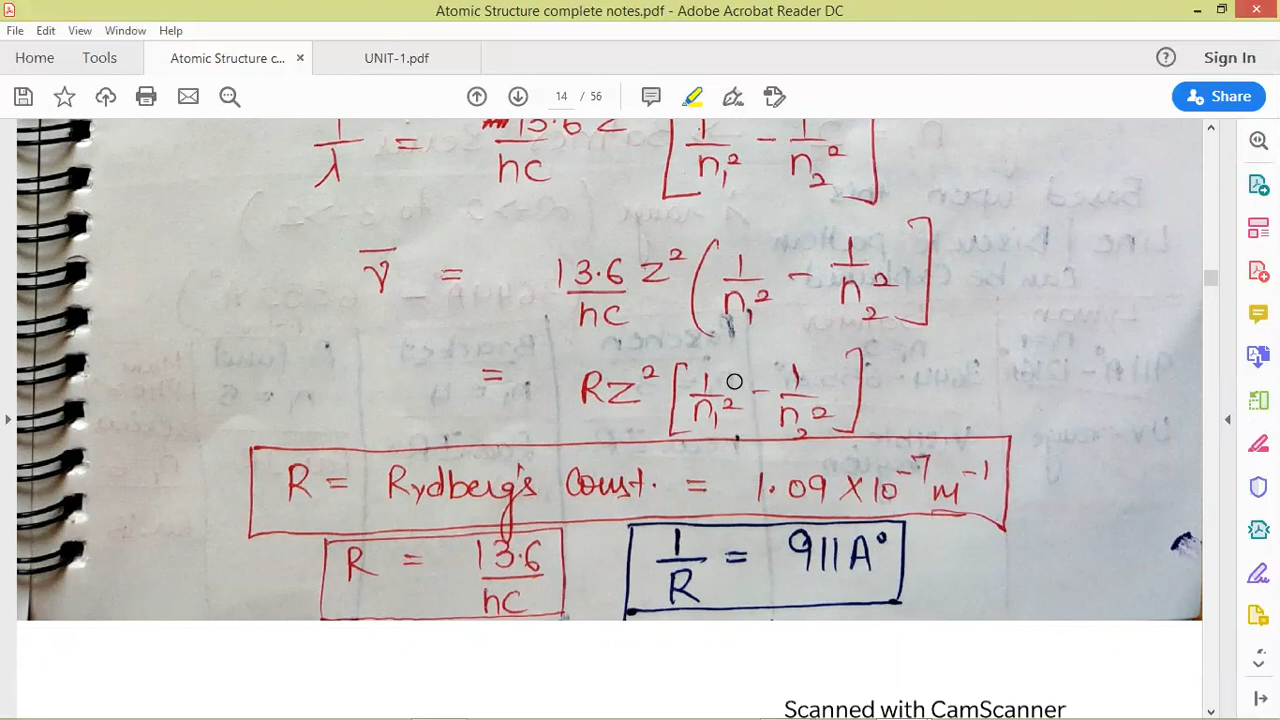 Atomic Structure complete notes.pdf - Adobe Acrobat Reader DC
File Edit View Window Help
Home Tools Atomic Structure c... × UNIT-1.pdf Sign In
14 / 56 Share
1/λ = 13.6 z/hc [1/n₁² − 1/n₂²]
ν̅ = 13.6/hc z² (1/n₁² − 1/n₂²]
= Rz² [1/n₁² − 1/n₂²]
R = Rydberg's Const. = 1.09 × 10⁻⁷ m⁻¹
R = 13.6/hc 1/R = 911A°
Scanned with CamScanner